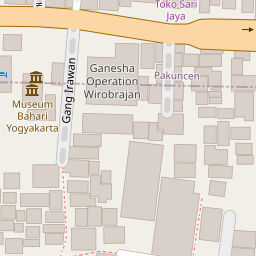 Toko Sari
Jaya
Ganesha
Operation
Wirobrajan
Pakuncen
Museum
Bahari
Yogyakarta
Gang Irawan